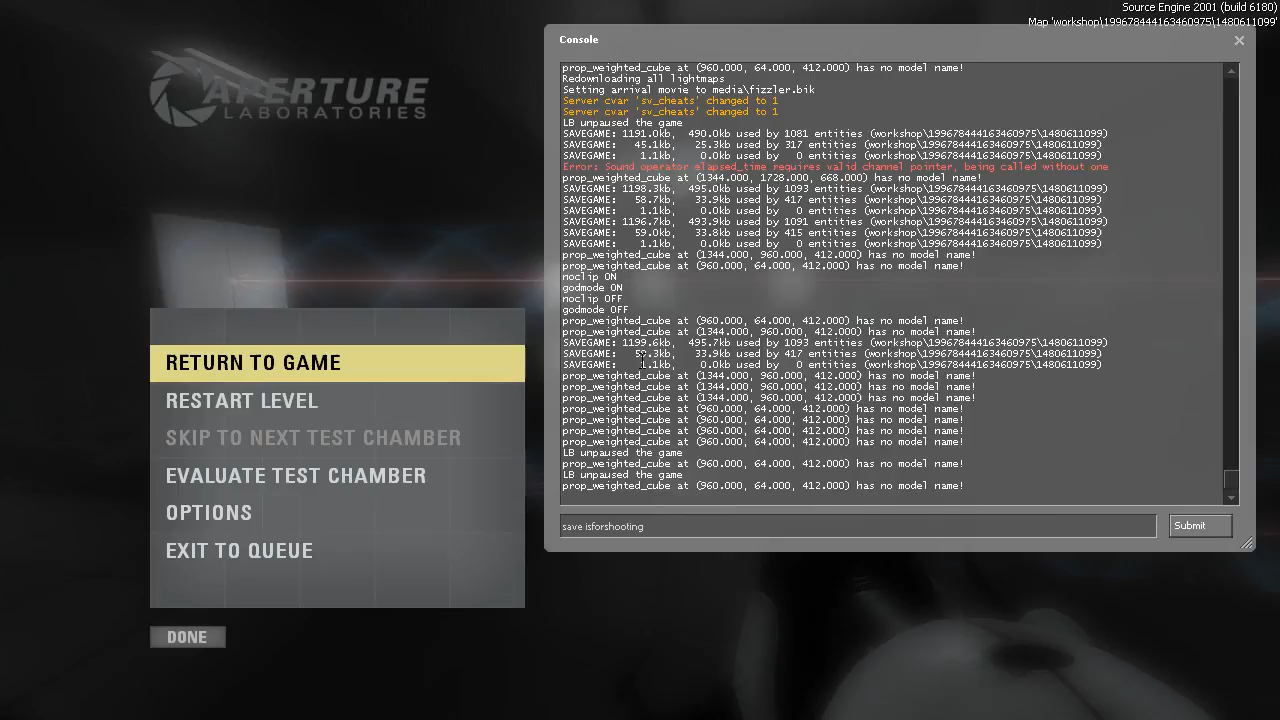 Source Engine 2001 (build 6180)
Map 'workshop\199678444163460975\1480611099'
APERTURE
LABORATORIES
RETURN TO GAME
RESTART LEVEL
SKIP TO NEXT TEST CHAMBER
EVALUATE TEST CHAMBER
OPTIONS
EXIT TO QUEUE
DONE
Console
prop_weighted_cube at (960.000, 64.000, 412.000) has no model name!
Redownloading all lightmaps
Setting arrival movie to media\fizzler.bik
Server cvar 'sv_cheats' changed to 1
Server cvar 'sv_cheats' changed to 1
LB unpaused the game
SAVEGAME: 1191.0kb, 490.0kb used by 1081 entities (workshop\199678444163460975\1480611099)
SAVEGAME: 45.1kb, 25.3kb used by 317 entities (workshop\199678444163460975\1480611099)
SAVEGAME: 1.1kb, 0.0kb used by 0 entities (workshop\199678444163460975\1480611099)
Error: Sound operator elapsed_time requires valid channel pointer, being called without one
prop_weighted_cube at (1344.000, 1728.000, 668.000) has no model name!
SAVEGAME: 1198.3kb, 495.0kb used by 1093 entities (workshop\199678444163460975\1480611099)
SAVEGAME: 58.7kb, 33.9kb used by 417 entities (workshop\199678444163460975\1480611099)
SAVEGAME: 1.1kb, 0.0kb used by 0 entities (workshop\199678444163460975\1480611099)
SAVEGAME: 1196.7kb, 493.9kb used by 1091 entities (workshop\199678444163460975\1480611099)
SAVEGAME: 59.0kb, 33.8kb used by 415 entities (workshop\199678444163460975\1480611099)
SAVEGAME: 1.1kb, 0.0kb used by 0 entities (workshop\199678444163460975\1480611099)
prop_weighted_cube at (1344.000, 960.000, 412.000) has no model name!
prop_weighted_cube at (960.000, 64.000, 412.000) has no model name!
noclip ON
godmode ON
noclip OFF
godmode OFF
prop_weighted_cube at (960.000, 64.000, 412.000) has no model name!
prop_weighted_cube at (1344.000, 960.000, 412.000) has no model name!
SAVEGAME: 1199.6kb, 495.7kb used by 1093 entities (workshop\199678444163460975\1480611099)
SAVEGAME: 33.9kb used by 417 entities (workshop\199678444163460975\1480611099)
SAVEGAME: 1.1kb, 0.0kb used by 0 entities (workshop\199678444163460975\1480611099)
prop_weighted_cube at (1344.000, 960.000, 412.000) has no model name!
prop_weighted_cube at (1344.000, 960.000, 412.000) has no model name!
prop_weighted_cube at (1344.000, 960.000, 412.000) has no model name!
prop_weighted_cube at (960.000, 64.000, 412.000) has no model name!
prop_weighted_cube at (960.000, 64.000, 412.000) has no model name!
prop_weighted_cube at (960.000, 64.000, 412.000) has no model name!
prop_weighted_cube at (960.000, 64.000, 412.000) has no model name!
LB unpaused the game
prop_weighted_cube at (960.000, 64.000, 412.000) has no model name!
LB unpaused the game
prop_weighted_cube at (960.000, 64.000, 412.000) has no model name!
save isforshooting
Submit